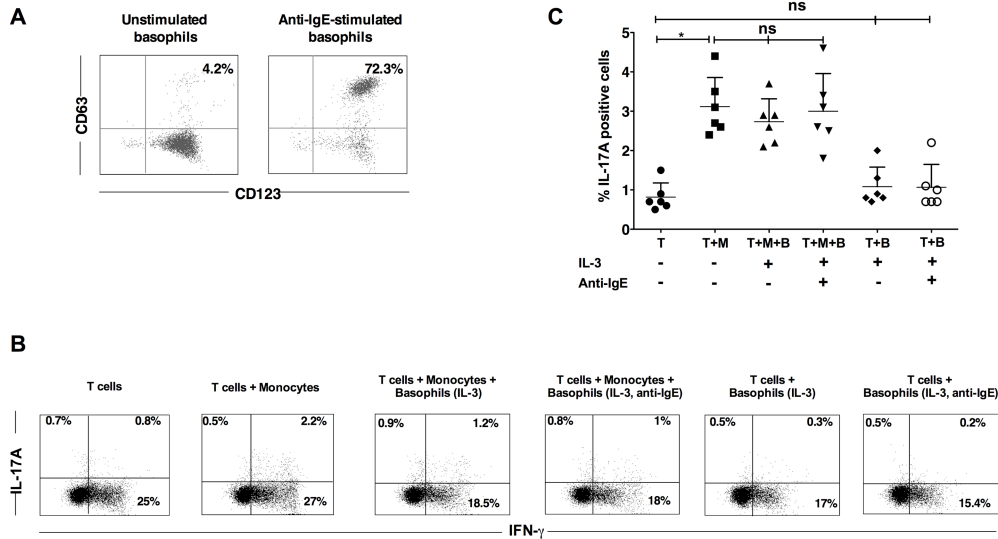 A
Unstimulated basophils
Anti-IgE-stimulated basophils
4.2%
72.3%
CD63
CD123
C
ns
ns
*
% IL-17A positive cells
5
4
3
2
1
0
T T+M T+M+B T+M+B T+B T+B
IL-3 - - + + + +
Anti-IgE - - - + - +
B
T cells
T cells + Monocytes
T cells + Monocytes +
Basophils (IL-3)
T cells + Monocytes +
Basophils (IL-3, anti-IgE)
T cells +
Basophils (IL-3)
T cells +
Basophils (IL-3, anti-IgE)
0.7% 0.8% 0.5% 2.2% 0.9% 1.2% 0.8% 1% 0.5% 0.3% 0.5% 0.2%
25% 27% 18.5% 18% 17% 15.4%
IL-17A
IFN-γ